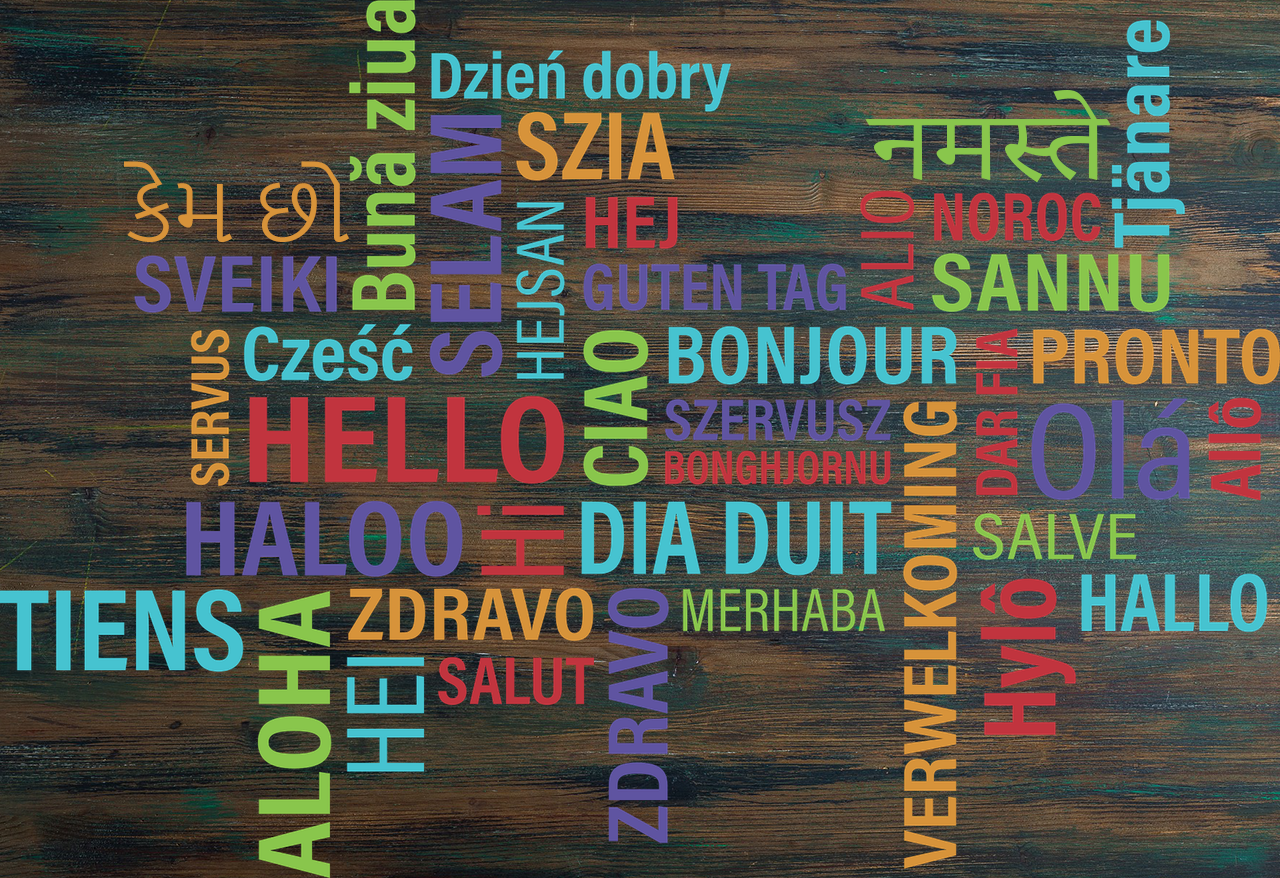 Bună ziua
Dzień dobry
Tjänare
SELAM
SZIA
नमस्ते
કેમ છો
HEJSAN
HEJ
ALIO
NOROC
SVEIKI
GUTEN TAG
SANNU
SERVUS
Cześć
CIAO
BONJOUR
DAR FIA
PRONTO
HELLO
SZERVUSZ
VERWELKOMING
Olá
Allô
BONGHJORNU
HALOO
Hi
DIA DUIT
SALVE
TIENS
ALOHA
ZDRAVO
ZDRAVO
MERHABA
Hylô
HALLO
HEI
SALUT